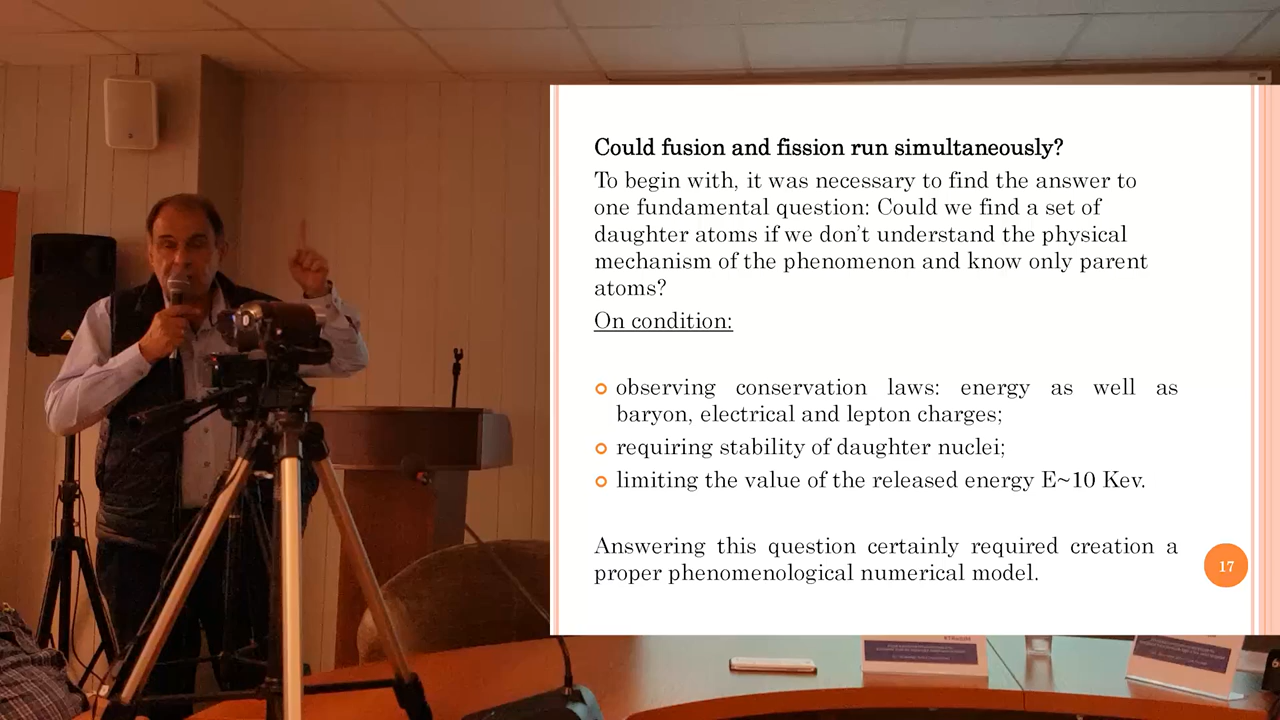 Could fusion and fission run simultaneously?
To begin with, it was necessary to find the answer to
one fundamental question: Could we find a set of
daughter atoms if we don't understand the physical
mechanism of the phenomenon and know only parent
atoms?
On condition:
observing conservation laws: energy as well as
baryon, electrical and lepton charges;
requiring stability of daughter nuclei;
limiting the value of the released energy E~10 Kev.
Answering this question certainly required creation a
proper phenomenological numerical model.
17